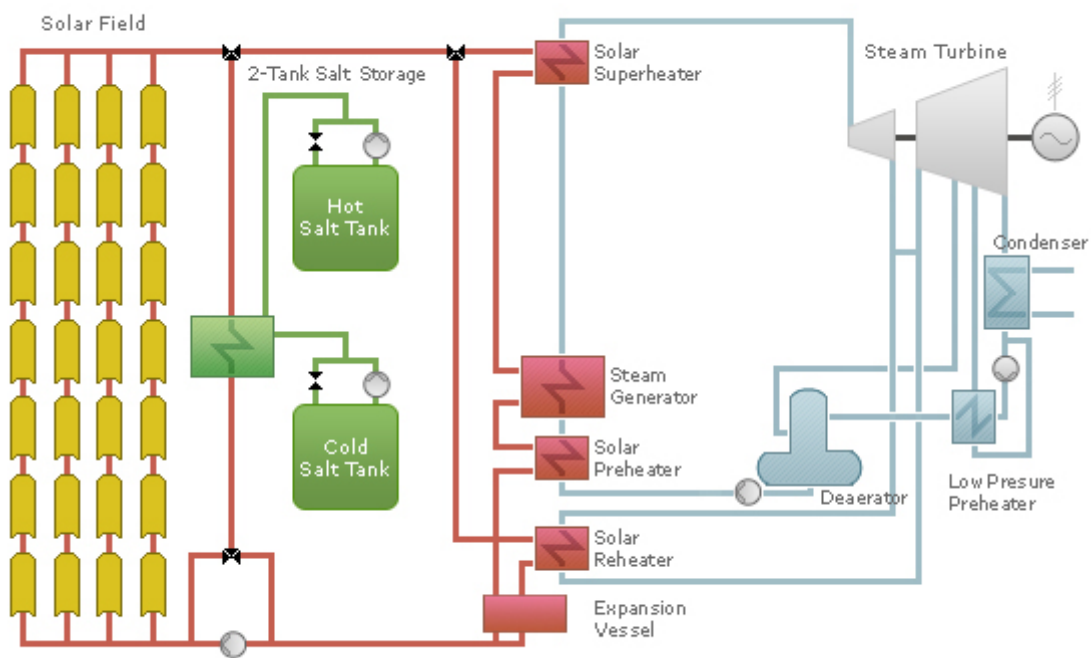 Solar Field
2-Tank Salt Storage
Solar
Superheater
Steam Turbine
Hot
Salt Tank
Condenser
Steam
Generator
Cold
Salt Tank
Solar
Preheater
Deaerator
Low Presure
Preheater
Solar
Reheater
Expansion
Vessel